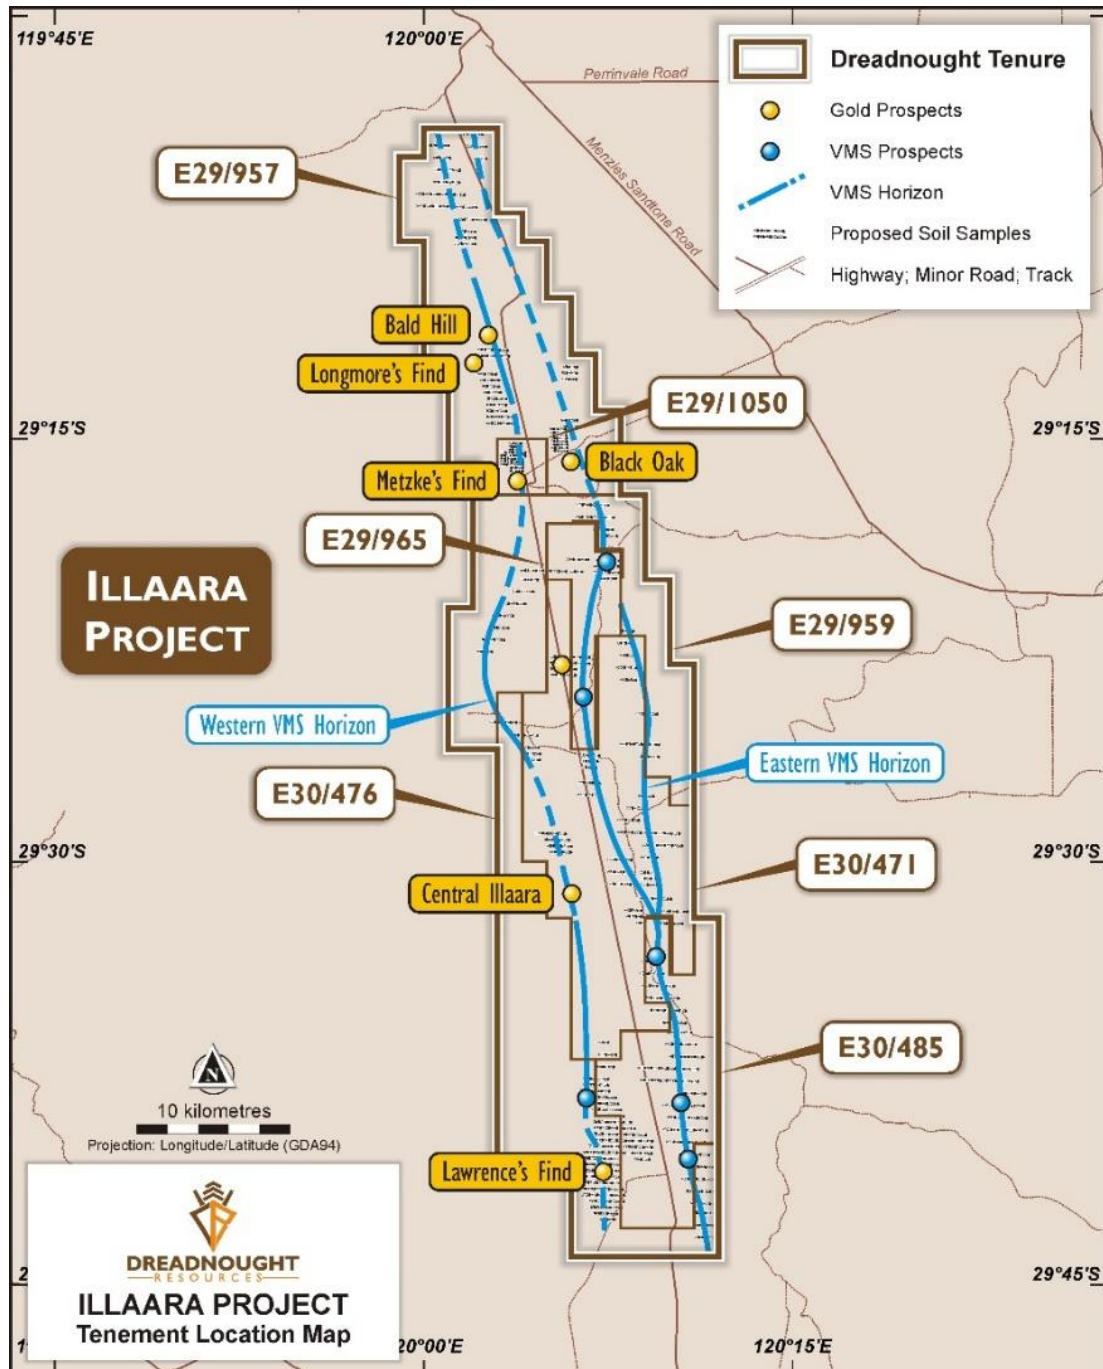 119°45'E
120°00'E
Dreadnought Tenure
Gold Prospects
VMS Prospects
VMS Horizon
Proposed Soil Samples
Highway; Minor Road; Track
Perrinvale Road
Menzies Sandtone Road
E29/957
Bald Hill
Longmore's Find
E29/1050
29°15'S
29°15'S
Black Oak
Metzke's Find
E29/965
ILLAARA
PROJECT
E29/959
Western VMS Horizon
Eastern VMS Horizon
E30/476
29°30'S
29°30'S
E30/471
Central Illaara
E30/485
N
10 kilometres
Projection: Longitude/Latitude (GDA94)
Lawrence's Find
DREADNOUGHT
RESOURCES
ILLAARA PROJECT
Tenement Location Map
29°45'S
120°00'E
120°15'E